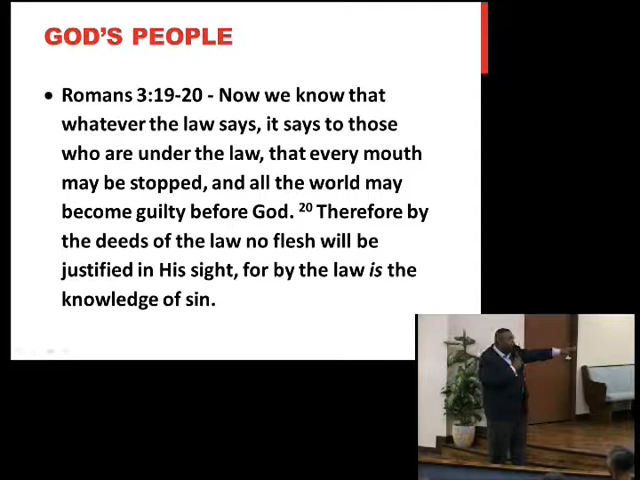 GOD'S PEOPLE
• Romans 3:19-20 - Now we know that
whatever the law says, it says to those
who are under the law, that every mouth
may be stopped, and all the world may
become guilty before God. 20 Therefore by
the deeds of the law no flesh will be
justified in His sight, for by the law is the
knowledge of sin.